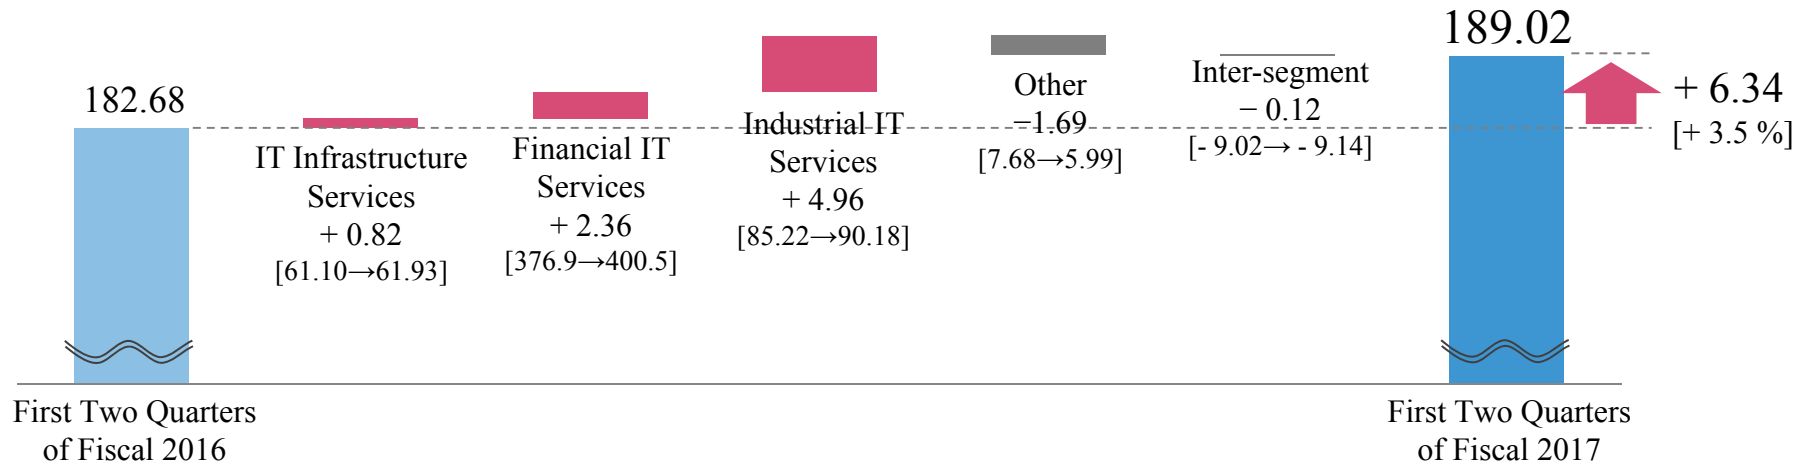 182.68
First Two Quarters
of Fiscal 2016
IT Infrastructure
Services
+ 0.82
[61.10→61.93]
Financial IT
Services
+ 2.36
[376.9→400.5]
Industrial IT
Services
+ 4.96
[85.22→90.18]
Other
−1.69
[7.68→5.99]
Inter-segment
− 0.12
[- 9.02→ - 9.14]
189.02
First Two Quarters
of Fiscal 2017
+ 6.34
[+ 3.5 %]